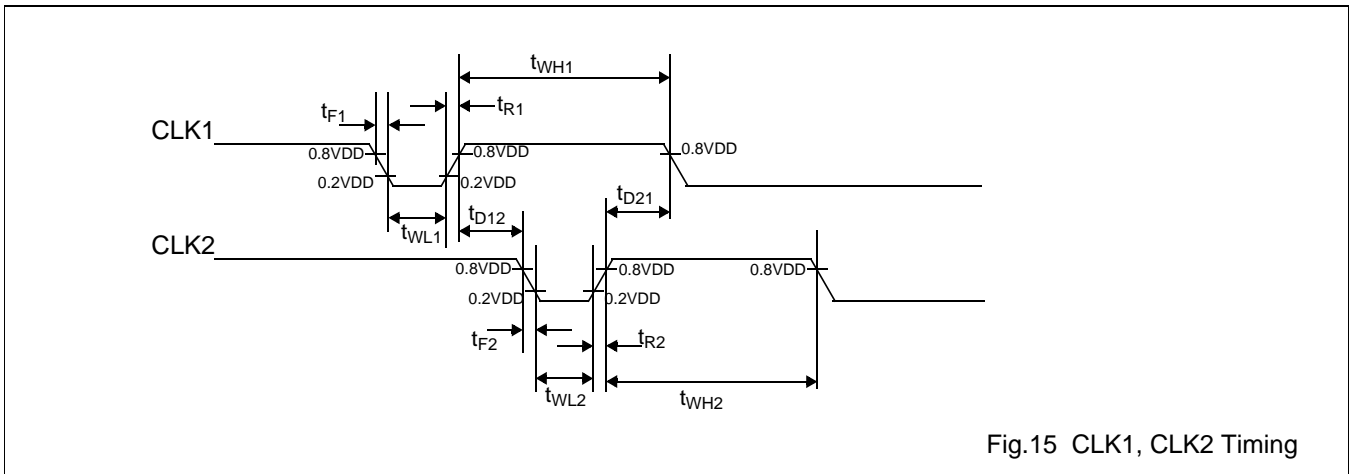 tWH1
tF1
tR1
CLK1
0.8VDD
0.8VDD
0.8VDD
0.2VDD
0.2VDD
tD21
tD12
tWL1
CLK2
0.8VDD
0.8VDD
0.8VDD
0.2VDD
0.2VDD
tF2
tR2
tWL2
tWH2
Fig.15 CLK1, CLK2 Timing